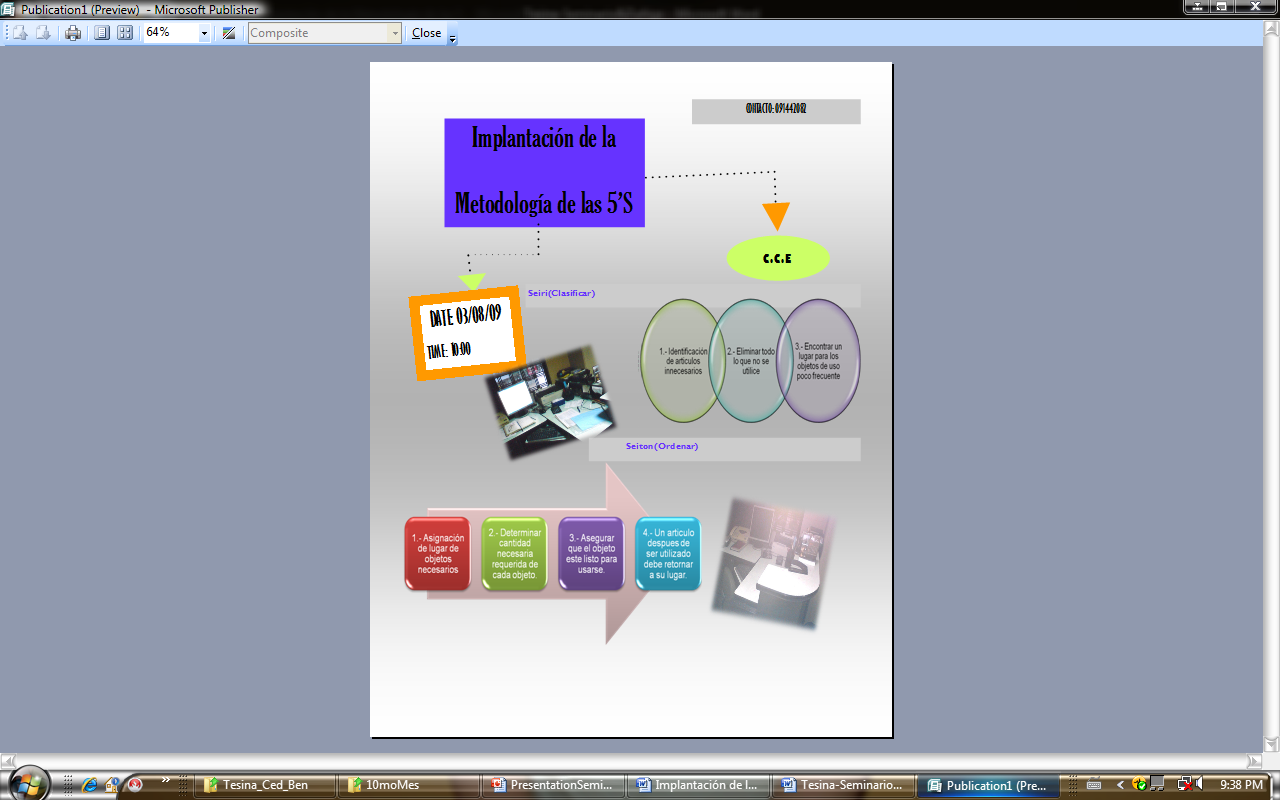 Publication1 (Preview) - Microsoft Publisher
64%
Composite
Close
CONTACTO: 091442082
Implantación de la
Metodología de las 5'S
C.C.E
DATE 03/08/09
TIME: 10:00
Seiri(Clasificar)
1.- Identificación
de articulos
innecesarios
2.- Eliminar todo
lo que no se
utilice
3.- Encontrar un
lugar para los
objetos de uso
poco frecuente
Seiton(Ordenar)
1.- Asignación
de lugar de
objetos
necesarios
2.- Determinar
cantidad
necesaria
requerida de
cada objeto.
3.- Asegurar
que el objeto
este listo para
usarse.
4.- Un articulo
despues de
ser utilizado
debe retornar
a su lugar.
Tesina_Ced_Ben
10moMes
PresentationSemi...
Implantación de l...
Tesina-Seminario...
Publication1 (Pre...
9:38 PM